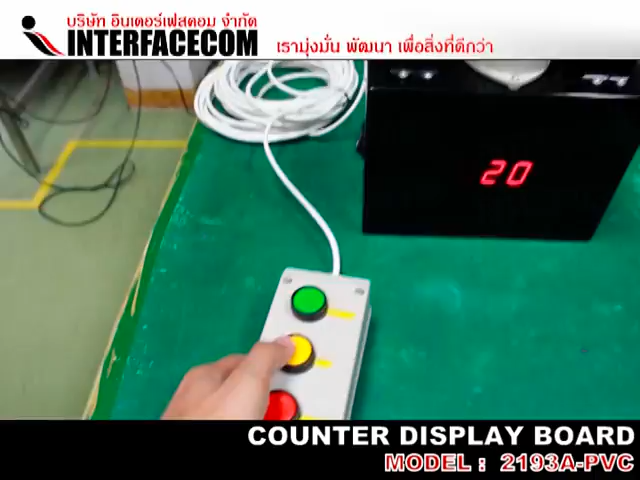 บริษัท อินเตอร์เฟสคอม จำกัด
INTERFACECOM
เรามุ่งมั่น พัฒนา เพื่อสิ่งที่ดีกว่า
20
COUNTER DISPLAY BOARD
MODEL : 2193A-PVC